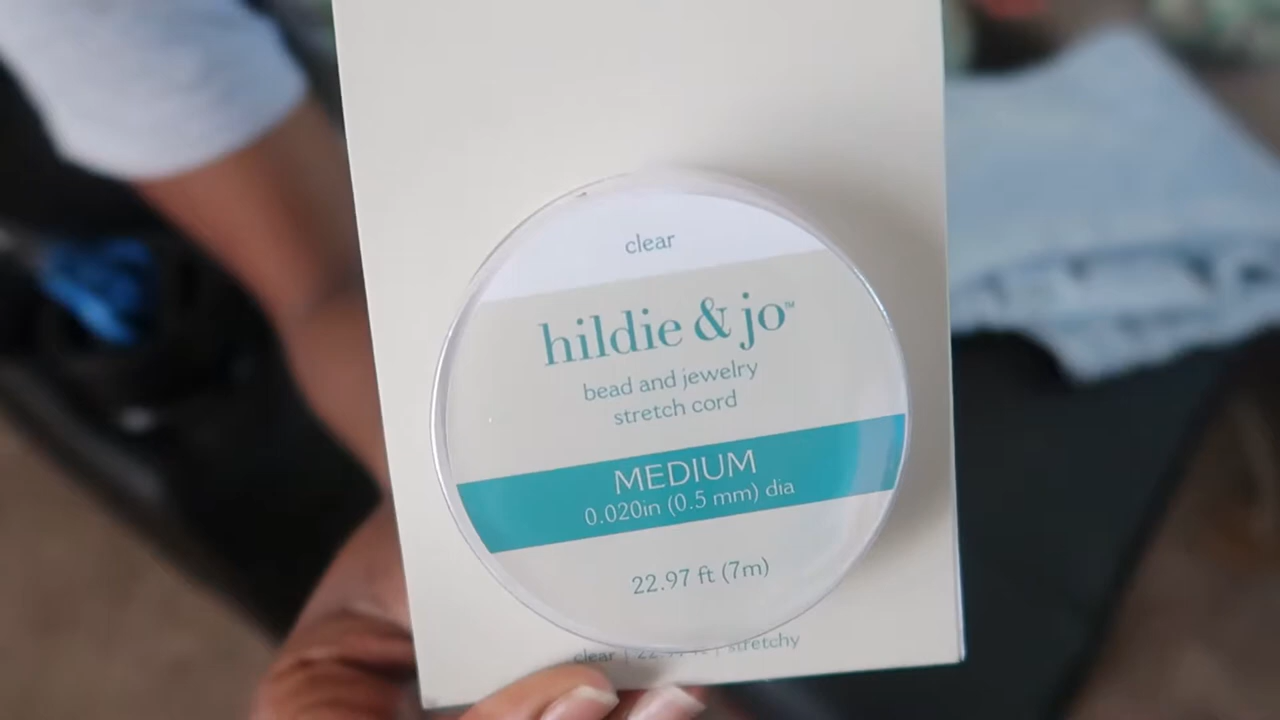 clear
hildie & jo™
bead and jewelry
stretch cord
MEDIUM
0.020in (0.5 mm) dia
22.97 ft (7m)
clear | | stretchy